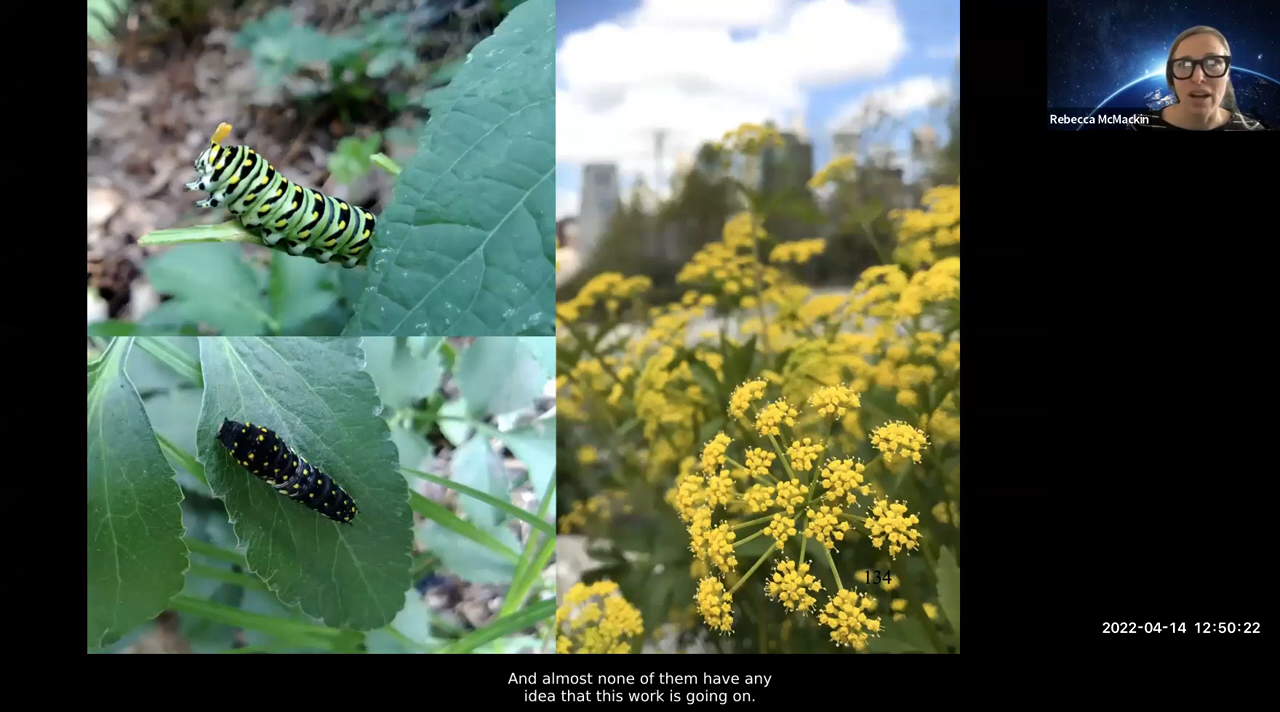 Rebecca McMackin
134
2022-04-14 12:50:22
And almost none of them have any
idea that this work is going on.